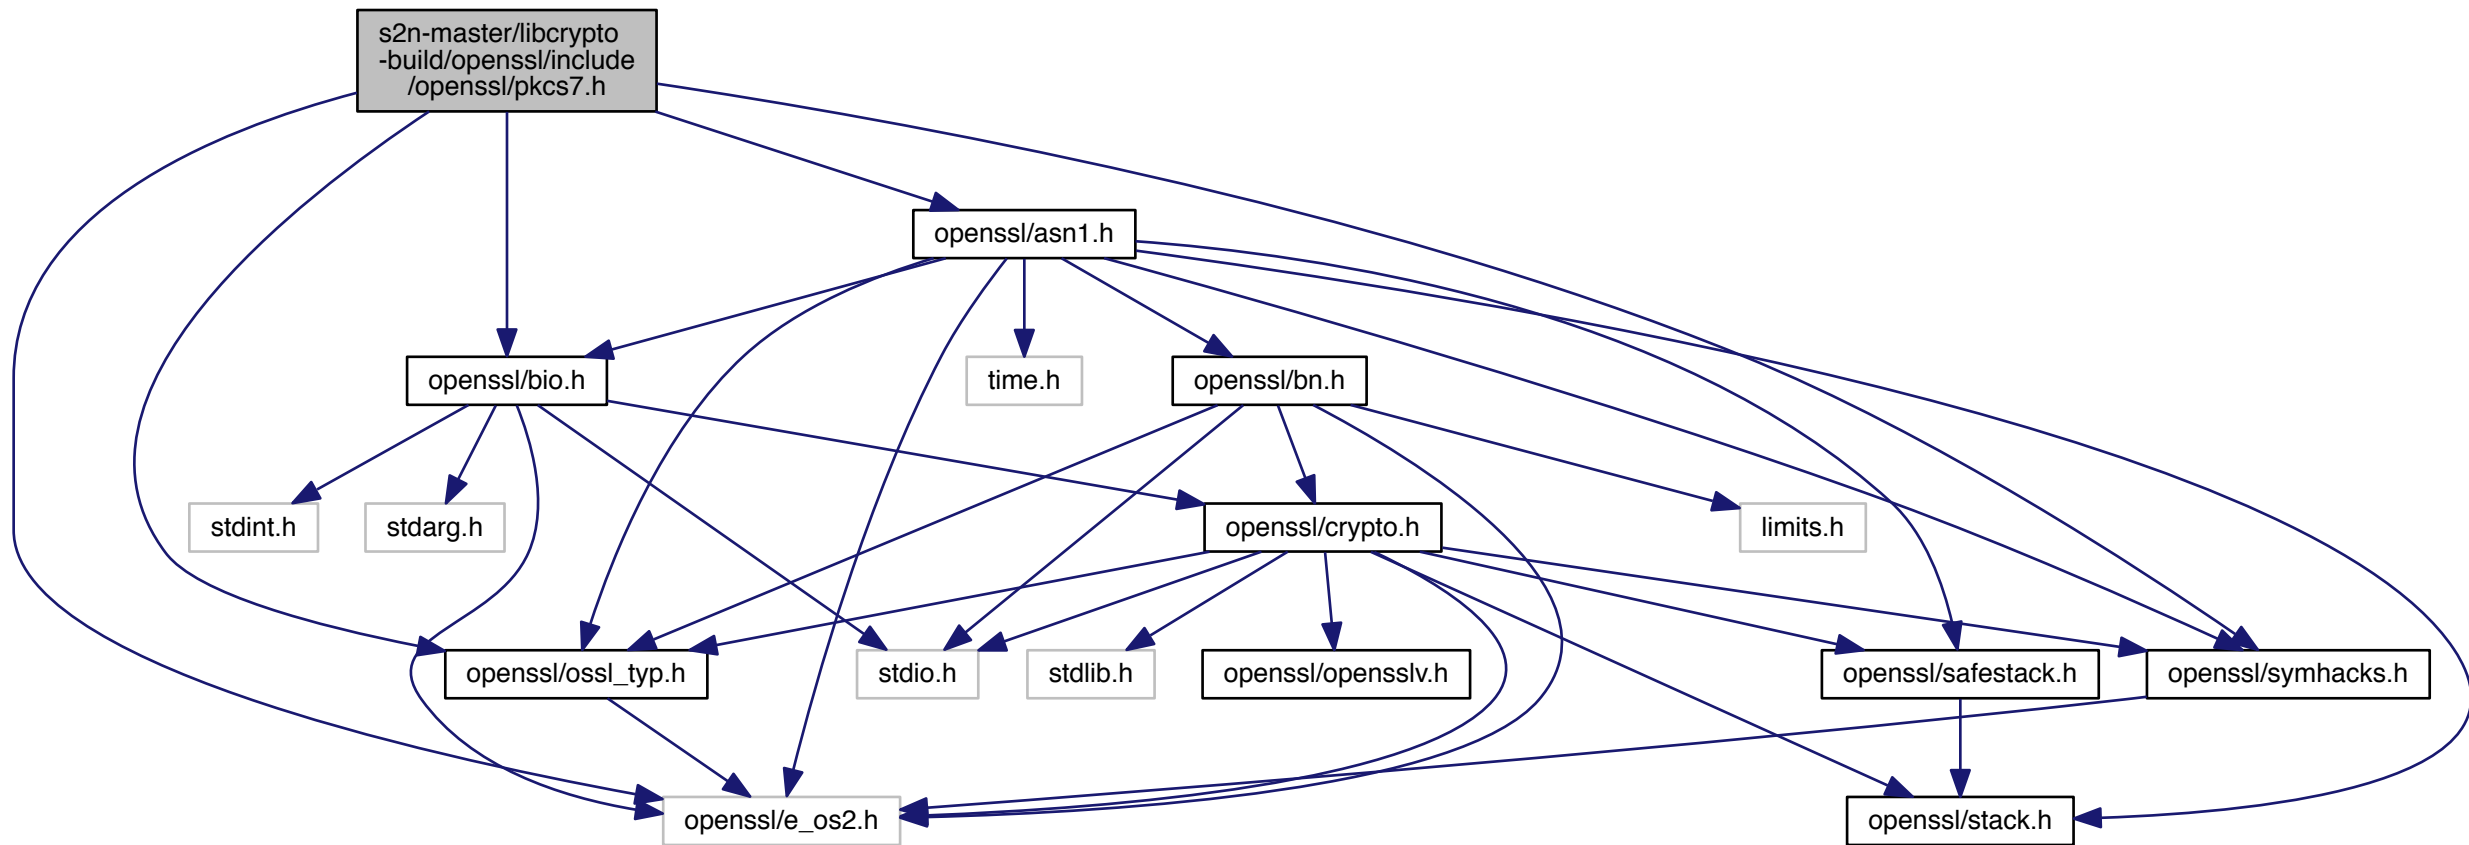 s2n-master/libcrypto
-build/openssl/include
/openssl/pkcs7.h
openssl/asn1.h
openssl/bio.h
time.h
openssl/bn.h
stdint.h
stdarg.h
openssl/crypto.h
limits.h
openssl/ossl_typ.h
stdio.h
stdlib.h
openssl/opensslv.h
openssl/safestack.h
openssl/symhacks.h
openssl/e_os2.h
openssl/stack.h